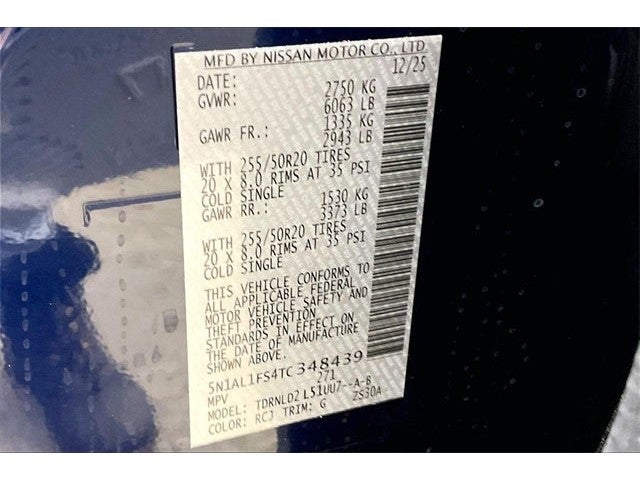 MFD BY NISSAN MOTOR CO., LTD.
DATE: 12/25
GVWR: 2750 KG
6063 LB
GAWR FR.: 1335 KG
2943 LB
WITH 255/50R20 TIRES
20 X 8.0 RIMS AT 35 PSI
COLD SINGLE
GAWR RR.: 1530 KG
3373 LB
WITH 255/50R20 TIRES
20 X 8.0 RIMS AT 35 PSI
COLD SINGLE
THIS VEHICLE CONFORMS TO
ALL APPLICABLE FEDERAL
MOTOR VEHICLE SAFETY AND
THEFT PREVENTION
STANDARDS IN EFFECT ON
THE DATE OF MANUFACTURE
SHOWN ABOVE.
5N1AL1FS4TC348439
MPV 271
MODEL: TDRNLD2 L51UU7--A-B
COLOR: RCJ TRIM: G ZS30A